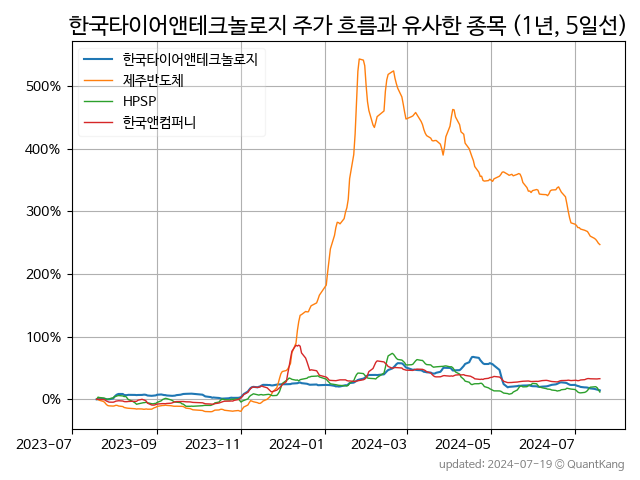 한국타이어앤테크놀로지 주가 흐름과 유사한 종목 (1년, 5일선)
한국타이어앤테크놀로지
제주반도체
HPSP
한국앤컴퍼니
500%
400%
300%
200%
100%
0%
2023-07 2023-09 2023-11 2024-01 2024-03 2024-05 2024-07
updated: 2024-07-19 @ QuantKang